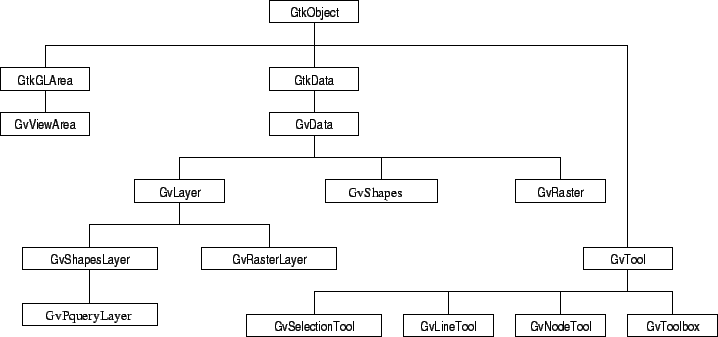 GtkObject
GtkGLArea
GtkData
GvViewArea
GvData
GvLayer
GvShapes
GvRaster
GvShapesLayer
GvRasterLayer
GvTool
GvPqueryLayer
GvSelectionTool
GvLineTool
GvNodeTool
GvToolbox